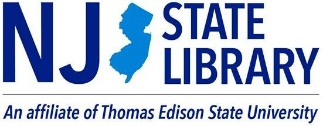 NJ STATE
LIBRARY
An affiliate of Thomas Edison State University